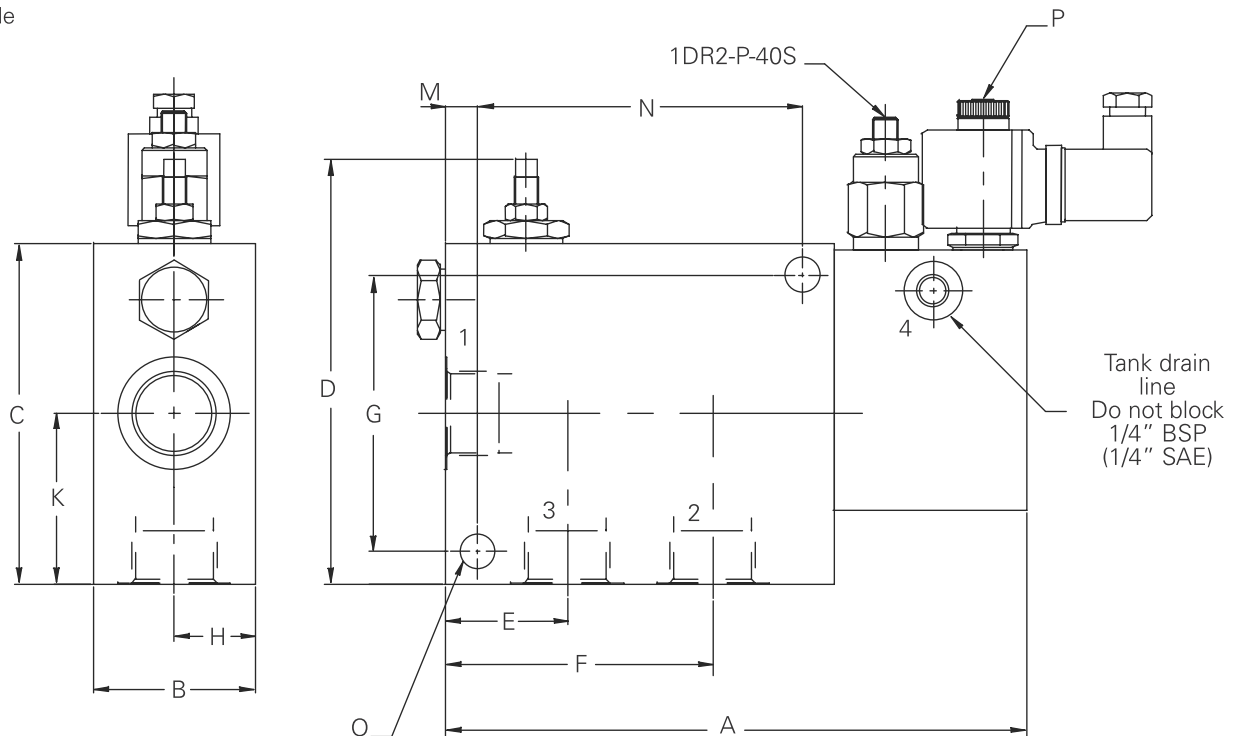 le
P
1DR2-P-40S
M
N
1
4
D
G
C
K
Tank drain
line
Do not block
1/4" BSP
(1/4" SAE)
3
2
E
H
F
B
O
A